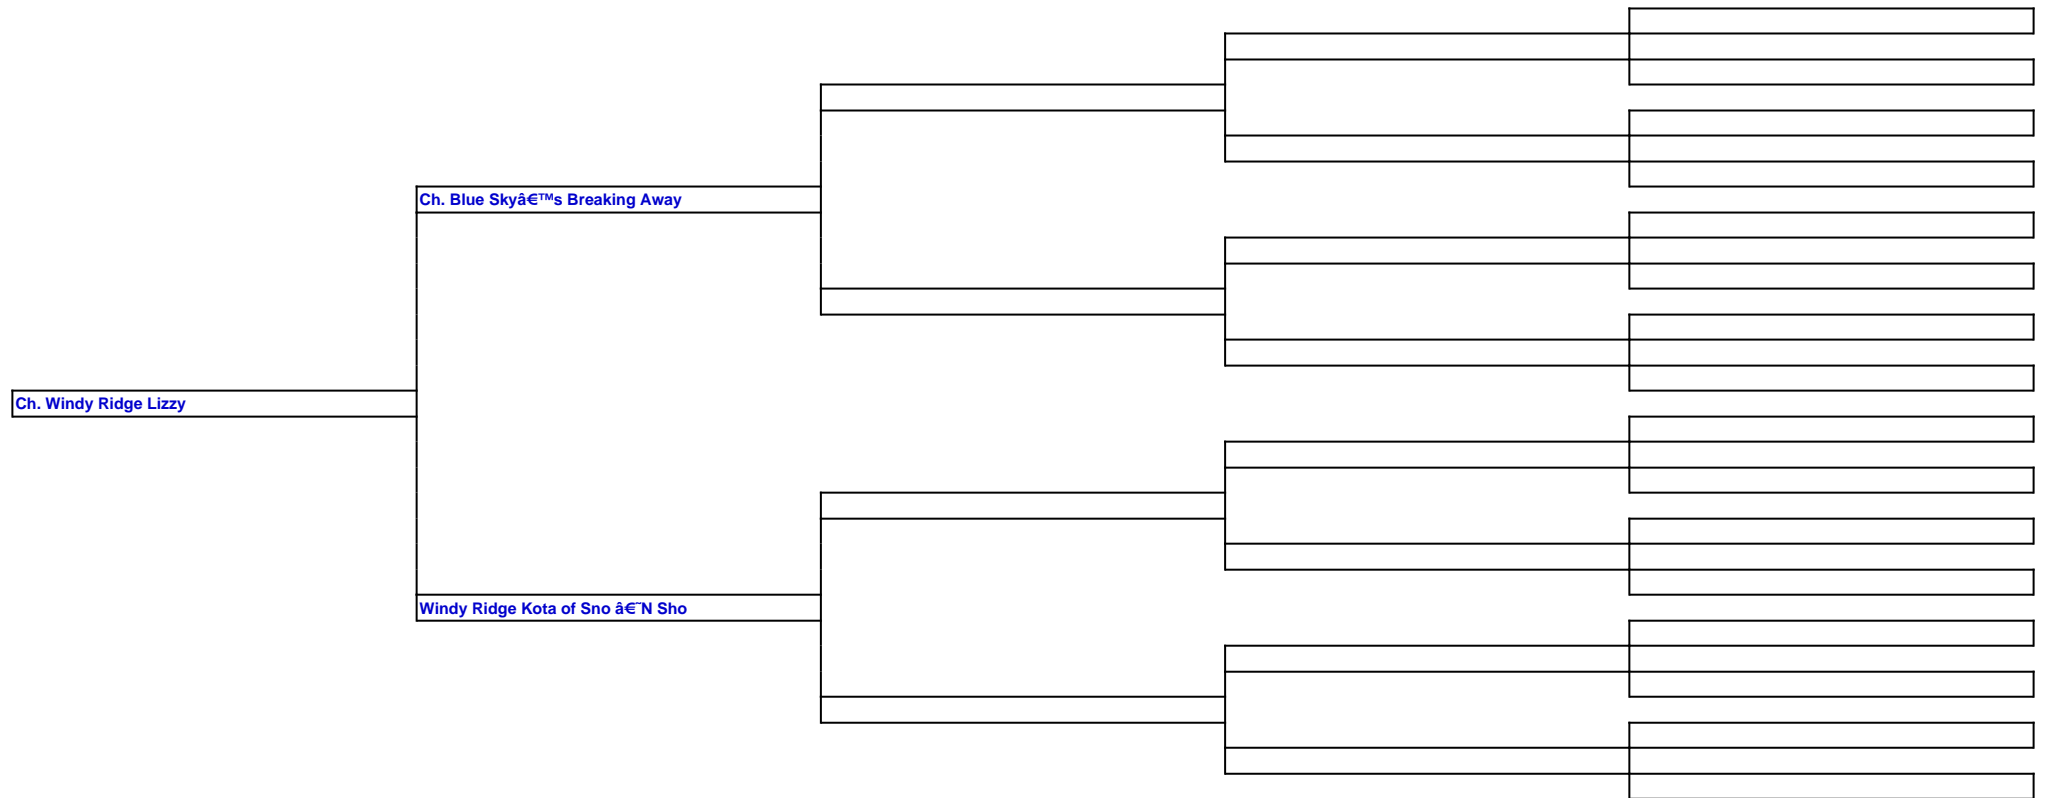 Ch. Blue Skyâ€™s Breaking Away
Ch. Windy Ridge Lizzy
Windy Ridge Kota of Sno â€˜N Sho